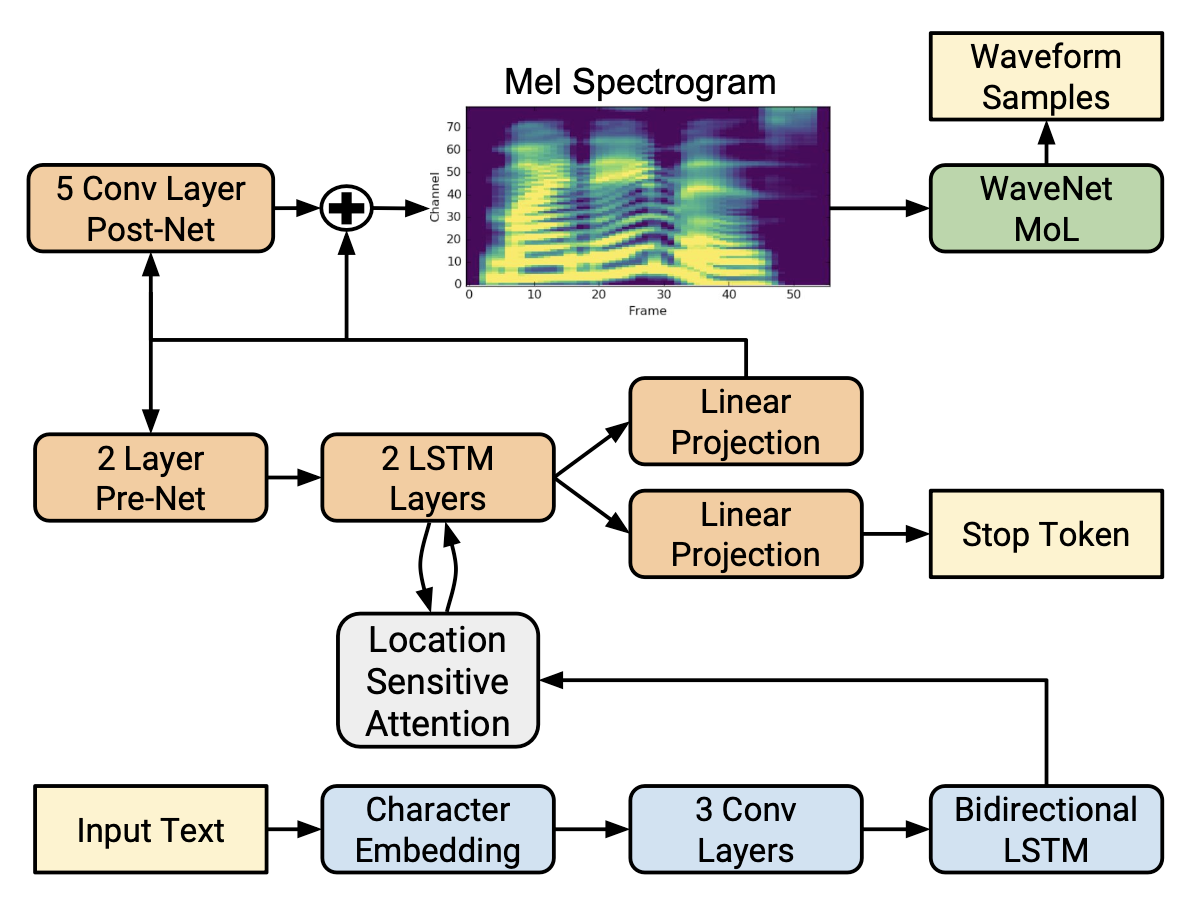 Waveform
Samples
Mel Spectrogram
5 Conv Layer
Post-Net
Channel
70
60
50
40
30
20
10
0
0 10 20 30 40 50
Frame
WaveNet
MoL
Linear
Projection
2 Layer
Pre-Net
2 LSTM
Layers
Linear
Projection
Stop Token
Location
Sensitive
Attention
Input Text
Character
Embedding
3 Conv
Layers
Bidirectional
LSTM